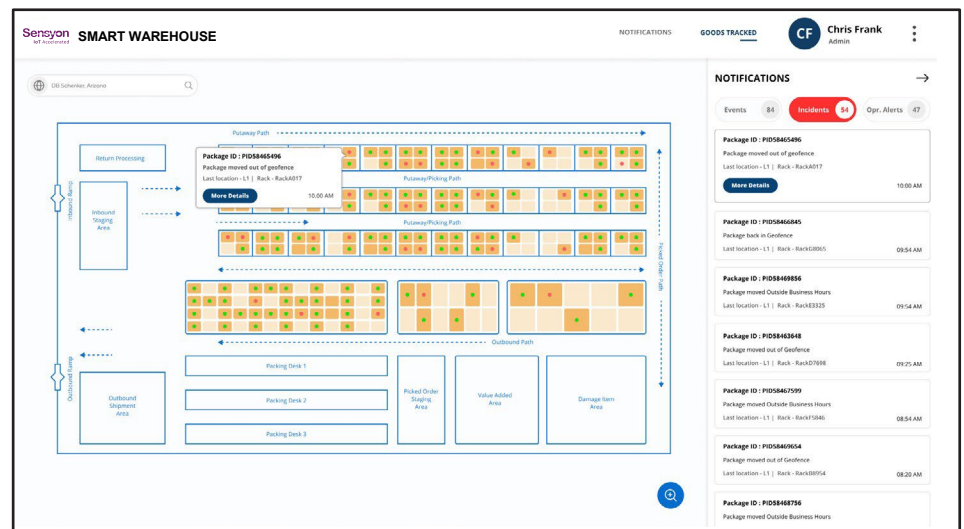 Sensyon
IoT Accelerated
SMART WAREHOUSE
NOTIFICATIONS
GOODS TRACKED
CF
Chris Frank
Admin
DB Schenker, Arizona
Putaway Path
Return Processing
Package ID : PID58465496
Package moved out of geofence
Last location - L1 | Rack - RackA017
More Details
10.00 AM
Putaway/Picking Path
Inbound Ramp
Inbound
Staging
Area
Putaway/Picking Path
Picked Order Path
Outbound Path
Outbound Ramp
Outbound
Shipment
Area
Packing Desk 1
Packing Desk 2
Packing Desk 3
Picked Order
Staging
Area
Value Added
Area
Damage Item
Area
NOTIFICATIONS
Events 84
Incidents 54
Opr. Alerts 47
Package ID : PID58465496
Package moved out of geofence
Last location - L1 | Rack - RackA017
More Details
10:00 AM
Package ID : PID58466845
Package back in Geofence
Last location - L1 | Rack - RackG8065
09:54 AM
Package ID : PID58469856
Package moved Outside Business Hours
Last location - L1 | Rack - RackE3325
09:54 AM
Package ID : PID58463648
Package moved out of Geofence
Last location - L1 | Rack - RackD7698
09:25 AM
Package ID : PID58467599
Package moved Outside Business Hours
Last location - L1 | Rack - RackF5846
08:54 AM
Package ID : PID58469654
Package moved out of Geofence
Last location - L1 | Rack - RackB8954
08:20 AM
Package ID : PID58468756
Package moved Outside Business Hours